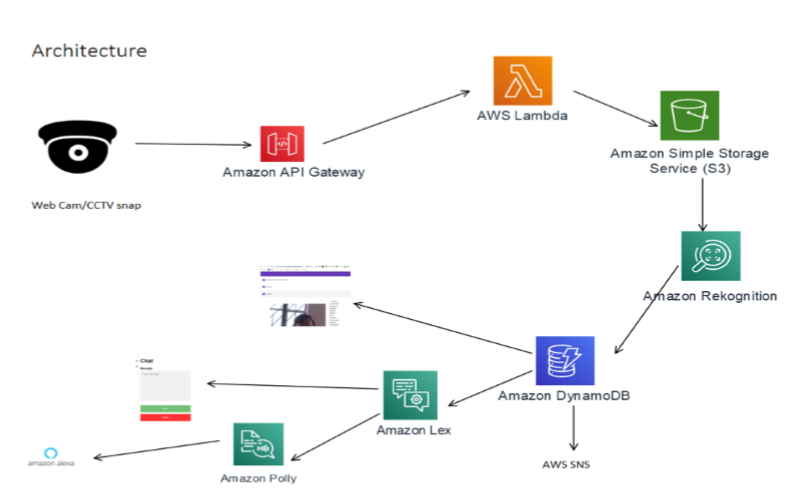 Architecture
AWS Lambda
Amazon Simple Storage
Service (S3)
Amazon API Gateway
Web Cam/CCTV snap
Amazon Rekognition
Amazon DynamoDB
Chat
Message
Amazon Lex
AWS SNS
amazon alexa
Amazon Polly